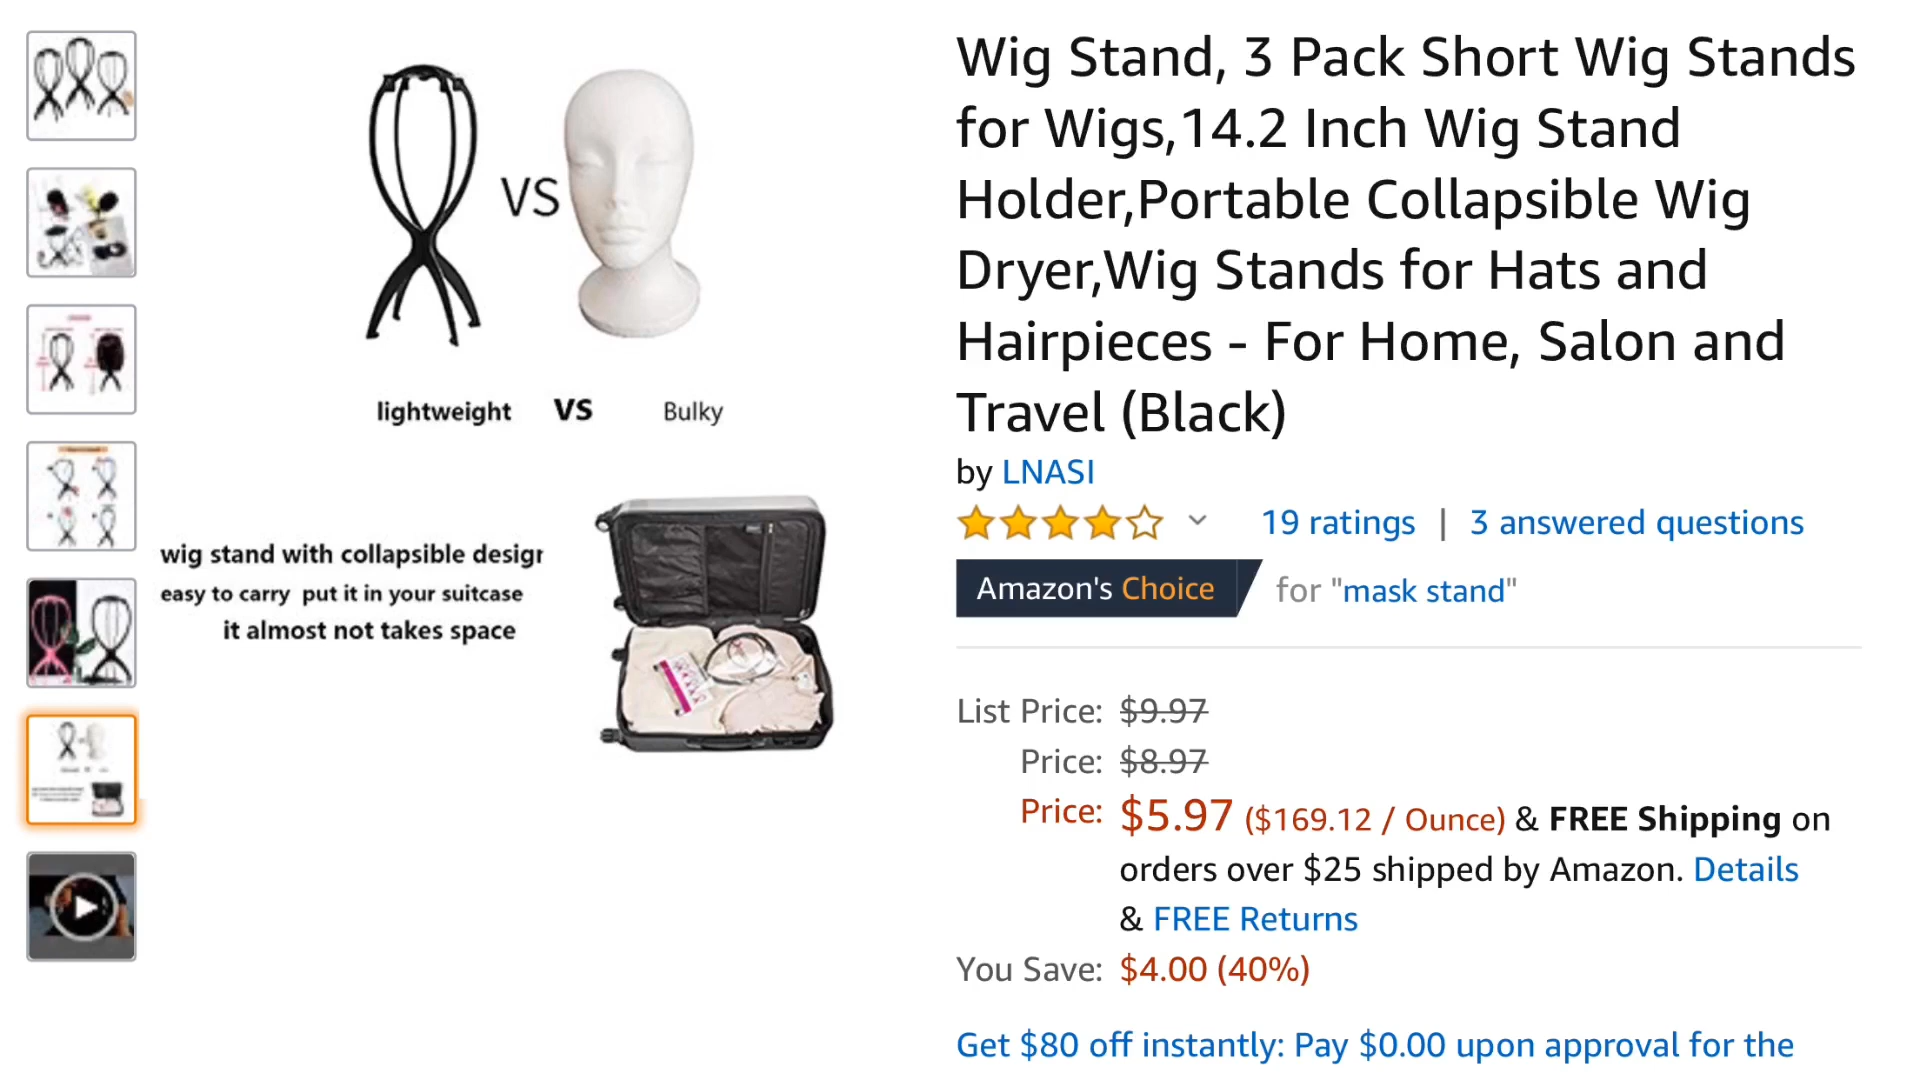 VS
lightweight VS Bulky
wig stand with collapsible design
easy to carry put it in your suitcase
it almost not takes space
Wig Stand, 3 Pack Short Wig Stands
for Wigs,14.2 Inch Wig Stand
Holder,Portable Collapsible Wig
Dryer,Wig Stands for Hats and
Hairpieces - For Home, Salon and
Travel (Black)
by LNASI
19 ratings | 3 answered questions
Amazon's Choice for "mask stand"
List Price: $9.97
Price: $8.97
Price: $5.97 ($169.12 / Ounce) & FREE Shipping on
orders over $25 shipped by Amazon. Details
& FREE Returns
You Save: $4.00 (40%)
Get $80 off instantly: Pay $0.00 upon approval for the